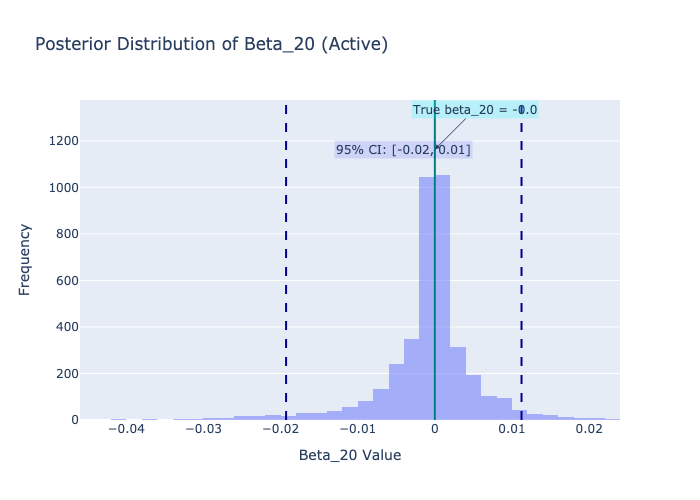 Posterior Distribution of Beta_20 (Active)
True beta_20 = -0.0
95% CI: [-0.02, 0.01]
1200
1000
800
600
400
200
0
Frequency
−0.04 −0.03 −0.02 −0.01 0 0.01 0.02
Beta_20 Value